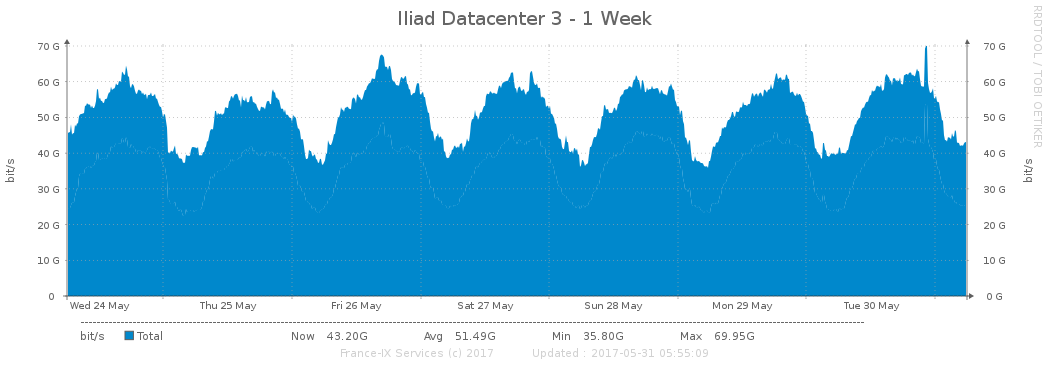 Iliad Datacenter 3 - 1 Week
RRDTOOL / TOBI OETIKER
bit/s
70 G
60 G
50 G
40 G
30 G
20 G
10 G
0
70 G
60 G
50 G
40 G
30 G
20 G
10 G
0 G
bit/s
Wed 24 May Thu 25 May Fri 26 May Sat 27 May Sun 28 May Mon 29 May Tue 30 May
bit/s Total Now 43.20G Avg 51.49G Min 35.80G Max 69.95G
France-IX Services (c) 2017 Updated : 2017-05-31 05:55:09